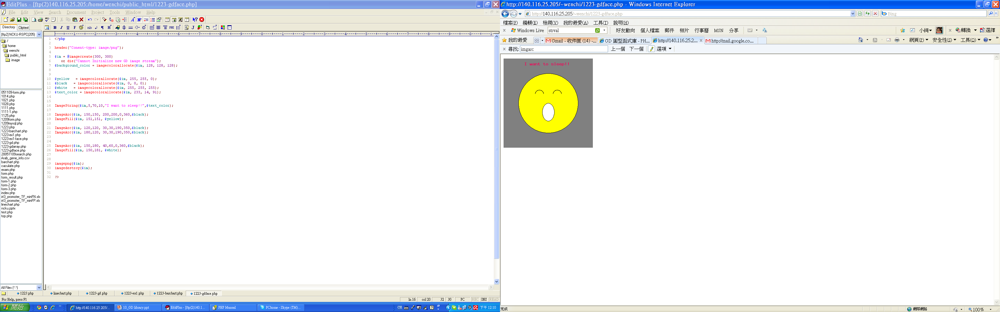 EditPlus - [ftp(2)140.116.25.205:/home/wenchi/public_html/1223-gdface.php]
File Edit View Search Document Project Tools Window Help
Directory Cliptext
[ftp2] NCKU-RSPC(205)
/
home
wenchi
public_html
image
051109-form.php
1014.php
1021.php
1028.php
1111.php
1111-1.php
1125.php
1209form.php
1209mysql.php
1223.php
1223-barchart.php
1223-ex1.php
1223-ex1-face.php
1223-gd.php
1223-gdarray.php
1223-gdface.php
20051109search.php
Arab_gene_info.csv
barchart.php
caculate.php
exam.php
form.php
form_result.php
form-1.php
form-2.php
form-3.php
index.php
irt3_promoter_TF_minFN.xls
irt3_promoter_TF_minFP.xls
linechart.php
ncku.pptx
test.php
top.php
All Files (*.*)
1 <?php
2
3 header("Conent-type: image/png");
4
5 $im = @imagecreate(300, 300)
6 or die("Cannot Initialize new GD image stream");
7 $background_color = imagecolorallocate($im, 128, 128, 128);
8
9
10 $yellow = imagecolorallocate($im, 255, 255, 0);
11 $black = imagecolorallocate($im, 0, 0, 0);
12 $white = imagecolorallocate($im, 255, 255, 255);
13 $text_color = imagecolorallocate($im, 233, 14, 91);
14
15
16 ImageString($im,5,70,10,"I want to sleep!!",$text_color);
17
18 ImageArc($im, 150,150, 200,200,0,360,$black);
19 ImageFill($im, 151,151, $yellow);
20
21 ImageArc($im, 120,120, 30,30,190,350,$black);
22 ImageArc($im, 180,120, 30,30,190,350,$black);
23
24
25 ImageArc($im, 150,180, 40,60,0,360,$black);
26 ImageFill($im, 150,181, $white);
27
28
29 imagepng($im);
30 imagedestroy($im);
31
32 ?>
1223.php linechart.php 1223-gd.php 1223-ex1.php 1223-barchart.php 1223-gdface.php
For Help, press F1
ln 16 col 20 32 30 PC REC INS READ
開始 http://140.116.25.205/... 10_GD library.ppt EditPlus - [ftp(2)140.1... PHP Manual PChome - Skype (TM)... CH 下午 12:10
http://140.116.25.205/~wenchi/1223-gdface.php - Windows Internet Explorer
http://140.116.25.205/~wenchi/1223-gdface.php Bing
檔案(F) 編輯(E) 檢視(V) 我的最愛(A) 工具(T) 說明(H)
Windows Live strval 好友動向 個人檔案 郵件 相片 行事曆 MSN 分享 小綺 轉換 選擇
我的最愛 Gmail - 收件匣 (14) -... GD 圖型函式庫 - PH... http://140.116.25.2... http://mail.google.co... 網頁(P) 安全性(S) 工具(O)
尋找: imgarc 上一個 下一個 選項
I want to sleep!!
完成 網際網路 100%